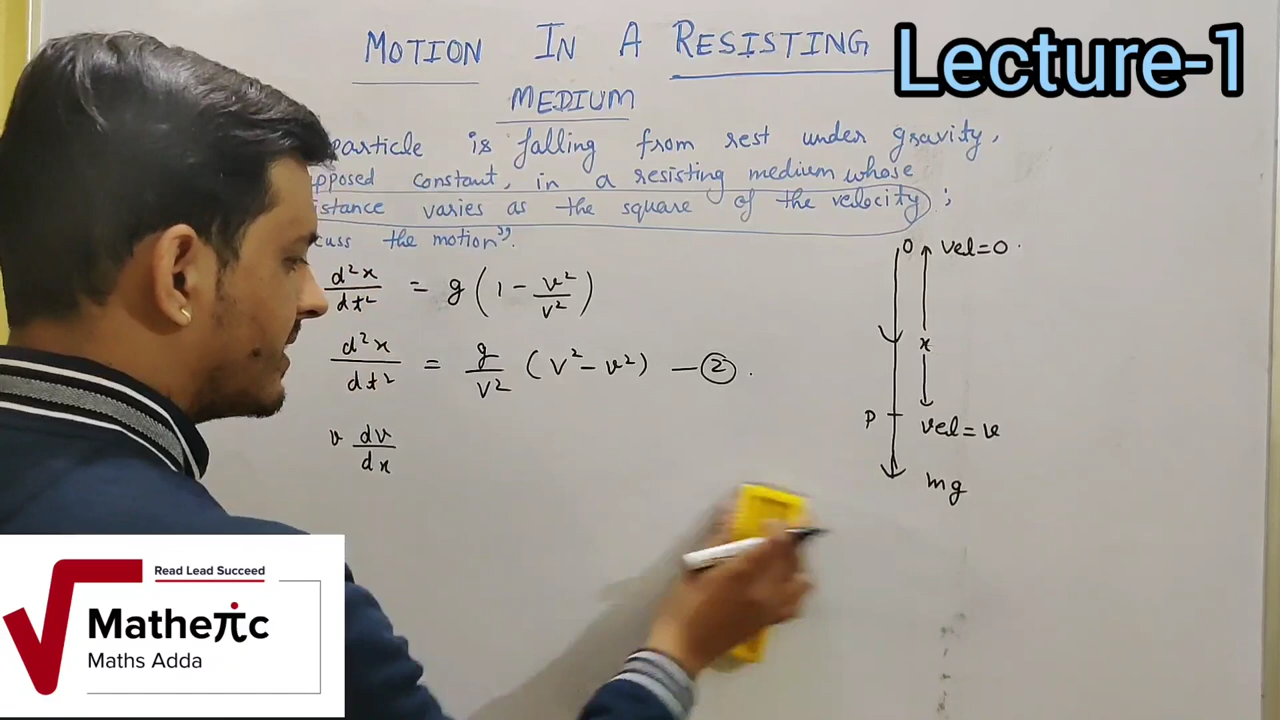 MOTION IN A RESISTING
MEDIUM
Lecture-1
particle is falling from rest under gravity,
pposed constant, in a resisting medium whose
istance varies as the square of the velocity ;
cuss the motion".
d²x/dt² = g(1 - v²/V²)
d²x/dt² = g/V² (V² - v²) — ②.
v dv/dx
O vel=0.
x
P vel=v
mg
Read Lead Succeed
Matheπc
Maths Adda